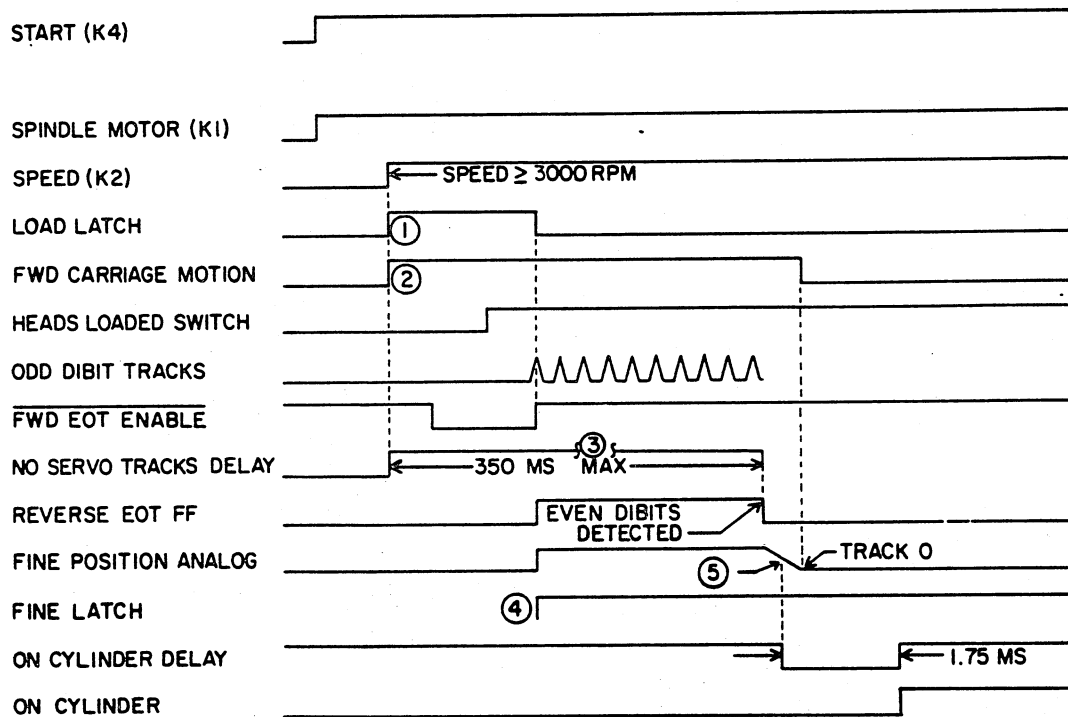 START (K4)
SPINDLE MOTOR (K1)
SPEED (K2)
SPEED ≥ 3000 RPM
LOAD LATCH
1
FWD CARRIAGE MOTION
2
HEADS LOADED SWITCH
ODD DIBIT TRACKS
FWD EOT ENABLE
NO SERVO TRACKS DELAY
350 MS MAX
3
REVERSE EOT FF
EVEN DIBITS
DETECTED
FINE POSITION ANALOG
5
TRACK 0
FINE LATCH
4
ON CYLINDER DELAY
1.75 MS
ON CYLINDER